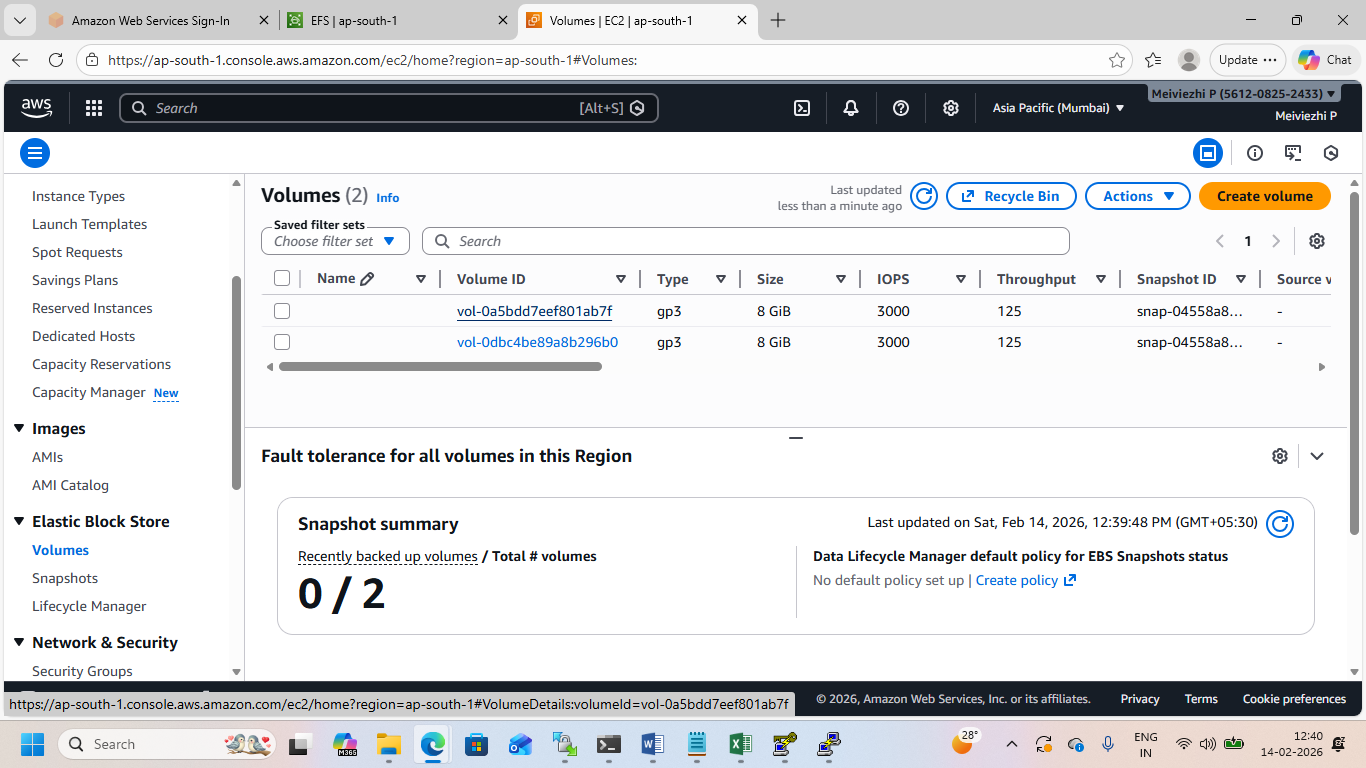 Amazon Web Services Sign-In
EFS | ap-south-1
Volumes | EC2 | ap-south-1
https://ap-south-1.console.aws.amazon.com/ec2/home?region=ap-south-1#Volumes:
Update
Chat
aws
Search
[Alt+S]
Asia Pacific (Mumbai)
Meiviezhi P (5612-0825-2433)
Meiviezhi P
Instance Types
Launch Templates
Spot Requests
Savings Plans
Reserved Instances
Dedicated Hosts
Capacity Reservations
Capacity Manager New
Images
AMIs
AMI Catalog
Elastic Block Store
Volumes
Snapshots
Lifecycle Manager
Network & Security
Security Groups
Volumes (2) Info
Last updated
less than a minute ago
Recycle Bin
Actions
Create volume
Saved filter sets
Choose filter set
Search
1
Name Volume ID Type Size IOPS Throughput Snapshot ID Source v
vol-0a5bdd7eef801ab7f gp3 8 GiB 3000 125 snap-04558a8... -
vol-0dbc4be89a8b296b0 gp3 8 GiB 3000 125 snap-04558a8... -
Fault tolerance for all volumes in this Region
Snapshot summary
Last updated on Sat, Feb 14, 2026, 12:39:48 PM (GMT+05:30)
Recently backed up volumes / Total # volumes
0 / 2
Data Lifecycle Manager default policy for EBS Snapshots status
No default policy set up | Create policy
https://ap-south-1.console.aws.amazon.com/ec2/home?region=ap-south-1#VolumeDetails:volumeId=vol-0a5bdd7eef801ab7f
© 2026, Amazon Web Services, Inc. or its affiliates.
Privacy
Terms
Cookie preferences
Search
M365
28°
ENG
IN
12:40
14-02-2026